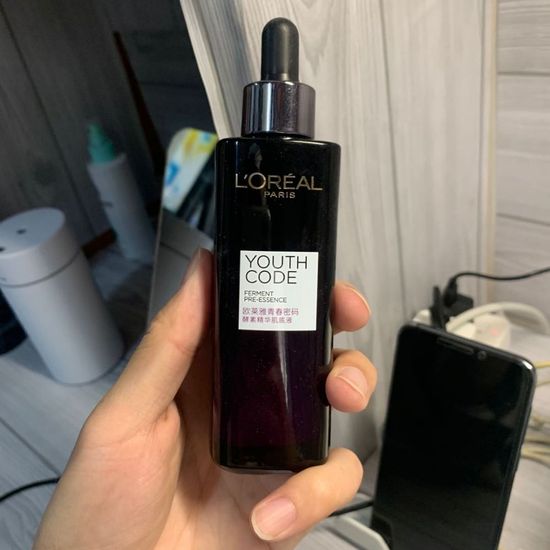 L'ORÉAL
PARIS
YOUTH
CODE
FERMENT
PRE-ESSENCE
欧莱雅青春密码
酵素精华肌底液